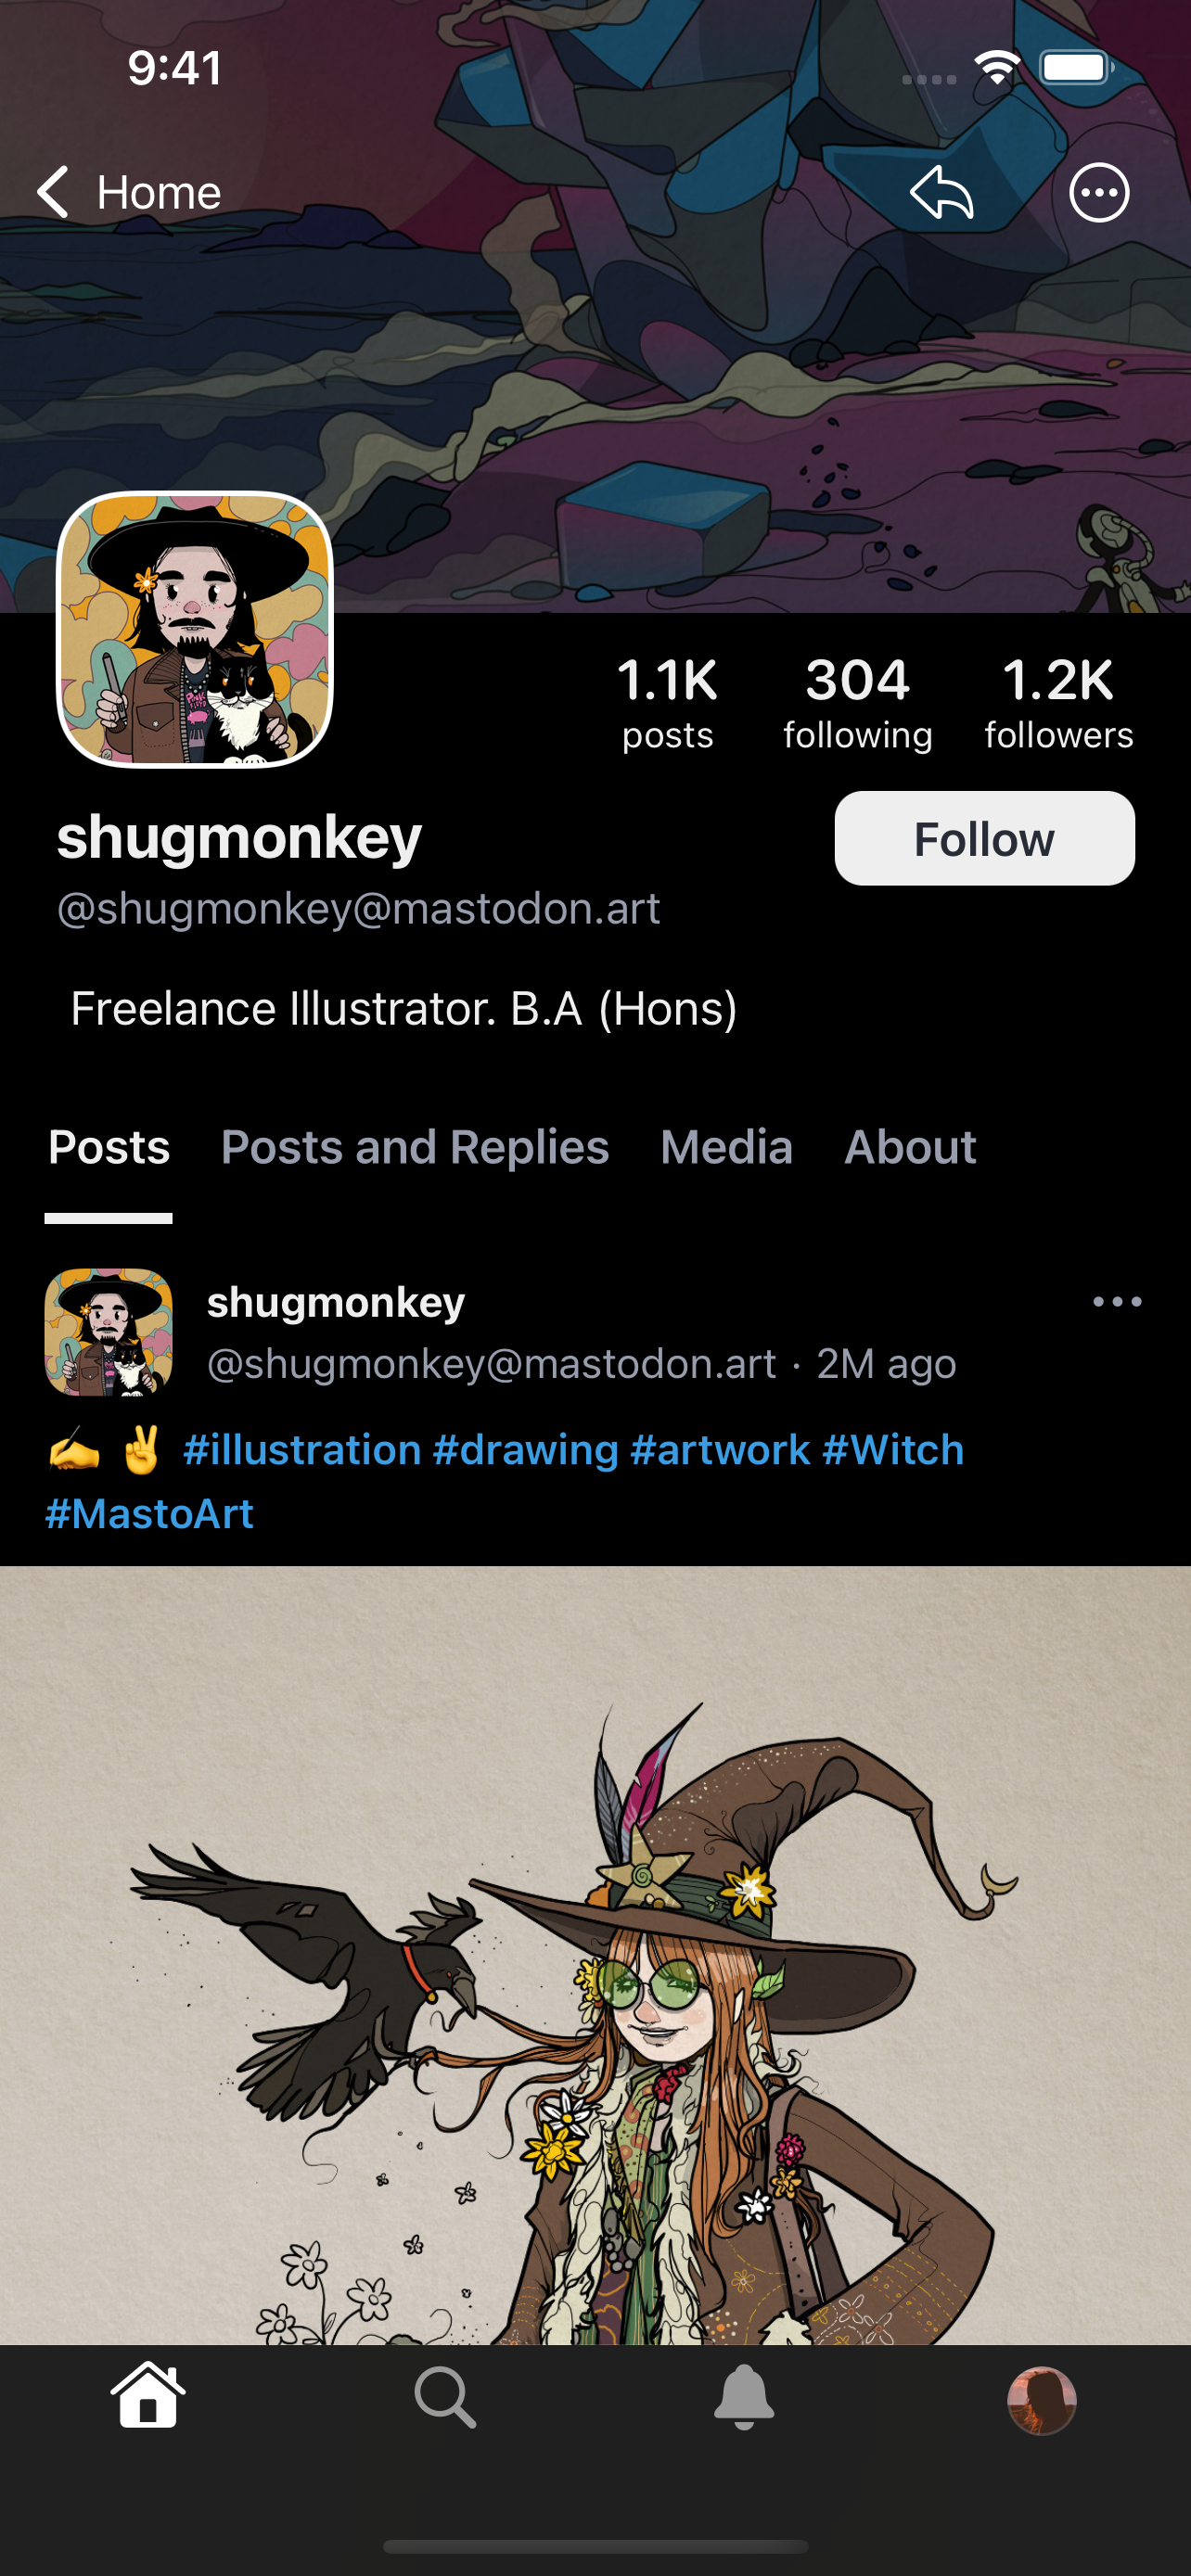 9:41
Home
1.1K 304 1.2K
posts following followers
shugmonkey
Follow
@shugmonkey@mastodon.art
Freelance Illustrator. B.A (Hons)
Posts Posts and Replies Media About
shugmonkey
@shugmonkey@mastodon.art · 2M ago
✍️ ✌️ #illustration #drawing #artwork #Witch
#MastoArt